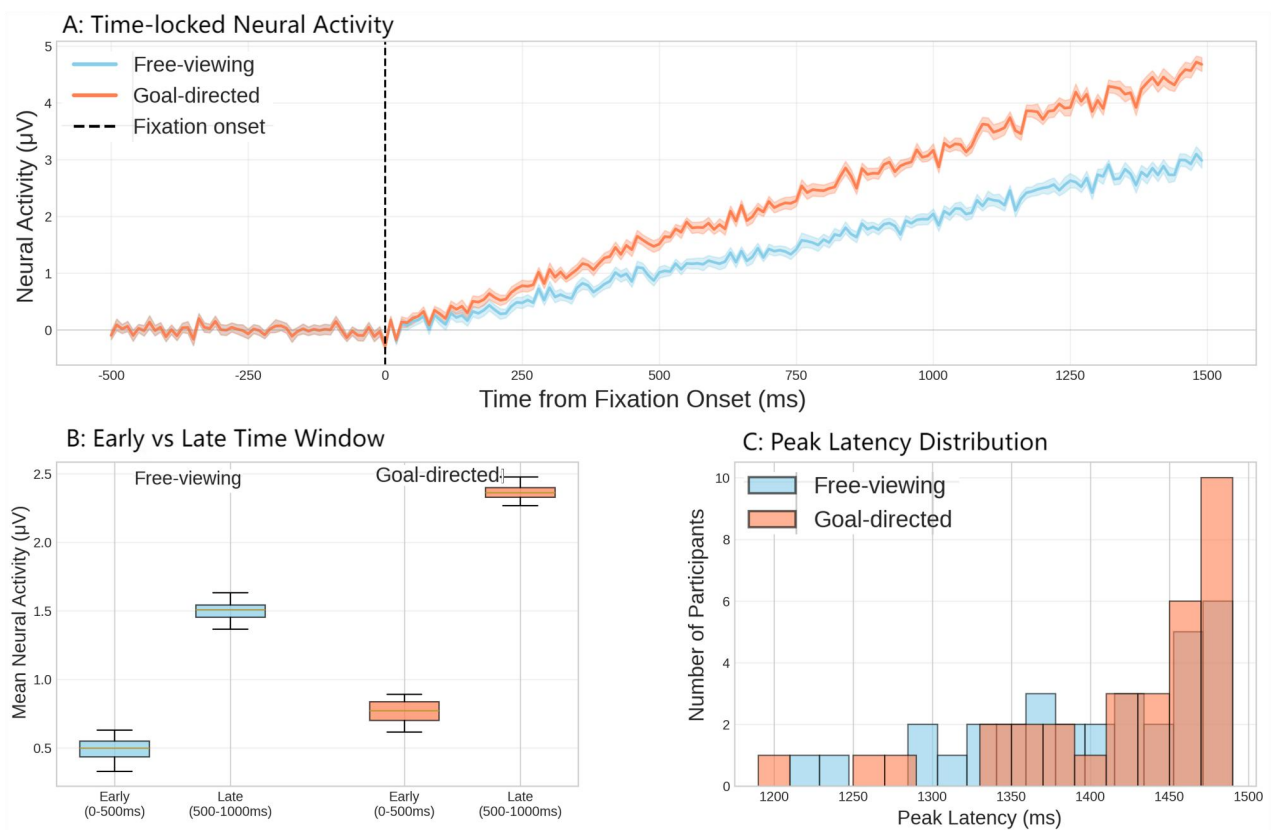 A: Time-locked Neural Activity
5
4
3
2
1
0
Neural Activity (μV)
Free-viewing
Goal-directed
Fixation onset
-500
-250
0
250
500
750
1000
1250
1500
Time from Fixation Onset (ms)
B: Early vs Late Time Window
2.5
2.0
1.5
1.0
0.5
Mean Neural Activity (μV)
Free-viewing
Goal-directed
Early
(0-500ms)
Late
(500-1000ms)
Early
(0-500ms)
Late
(500-1000ms)
C: Peak Latency Distribution
10
8
6
4
2
0
Number of Participants
Free-viewing
Goal-directed
1200
1250
1300
1350
1400
1450
1500
Peak Latency (ms)